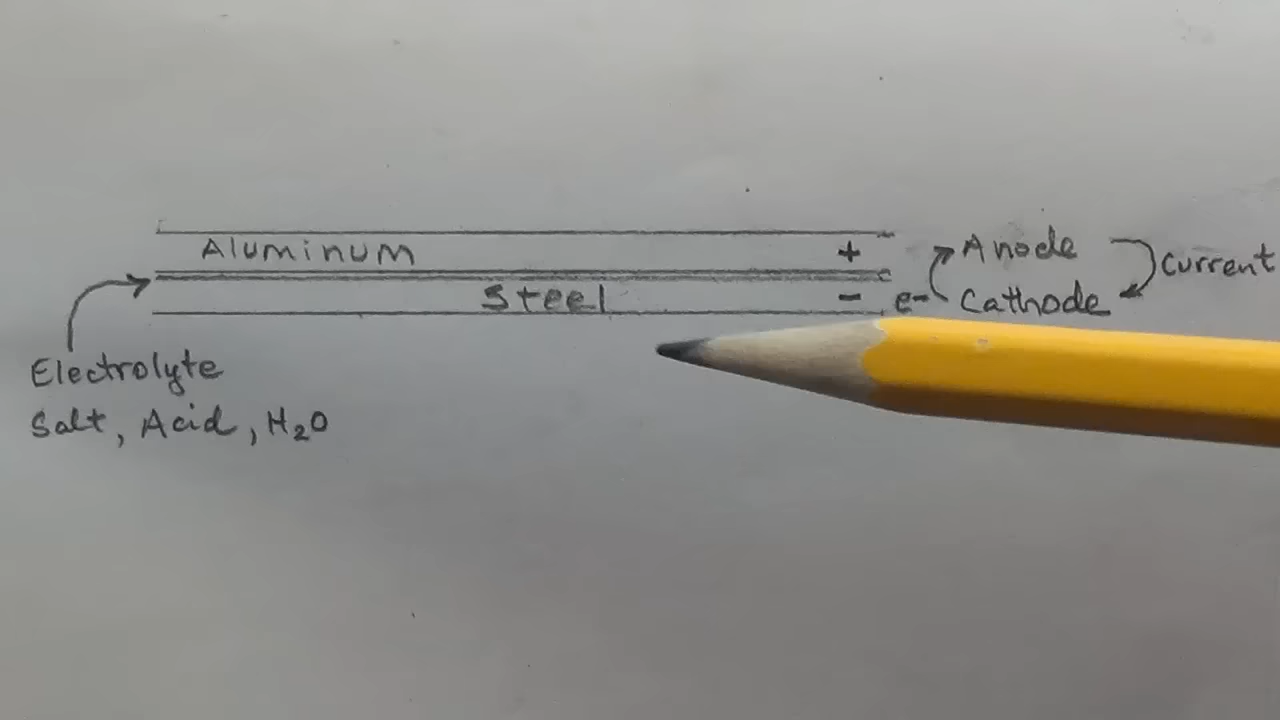 Aluminum + Anode
Current
Steel - e- Cathode
Electrolyte
Salt, Acid, H₂O